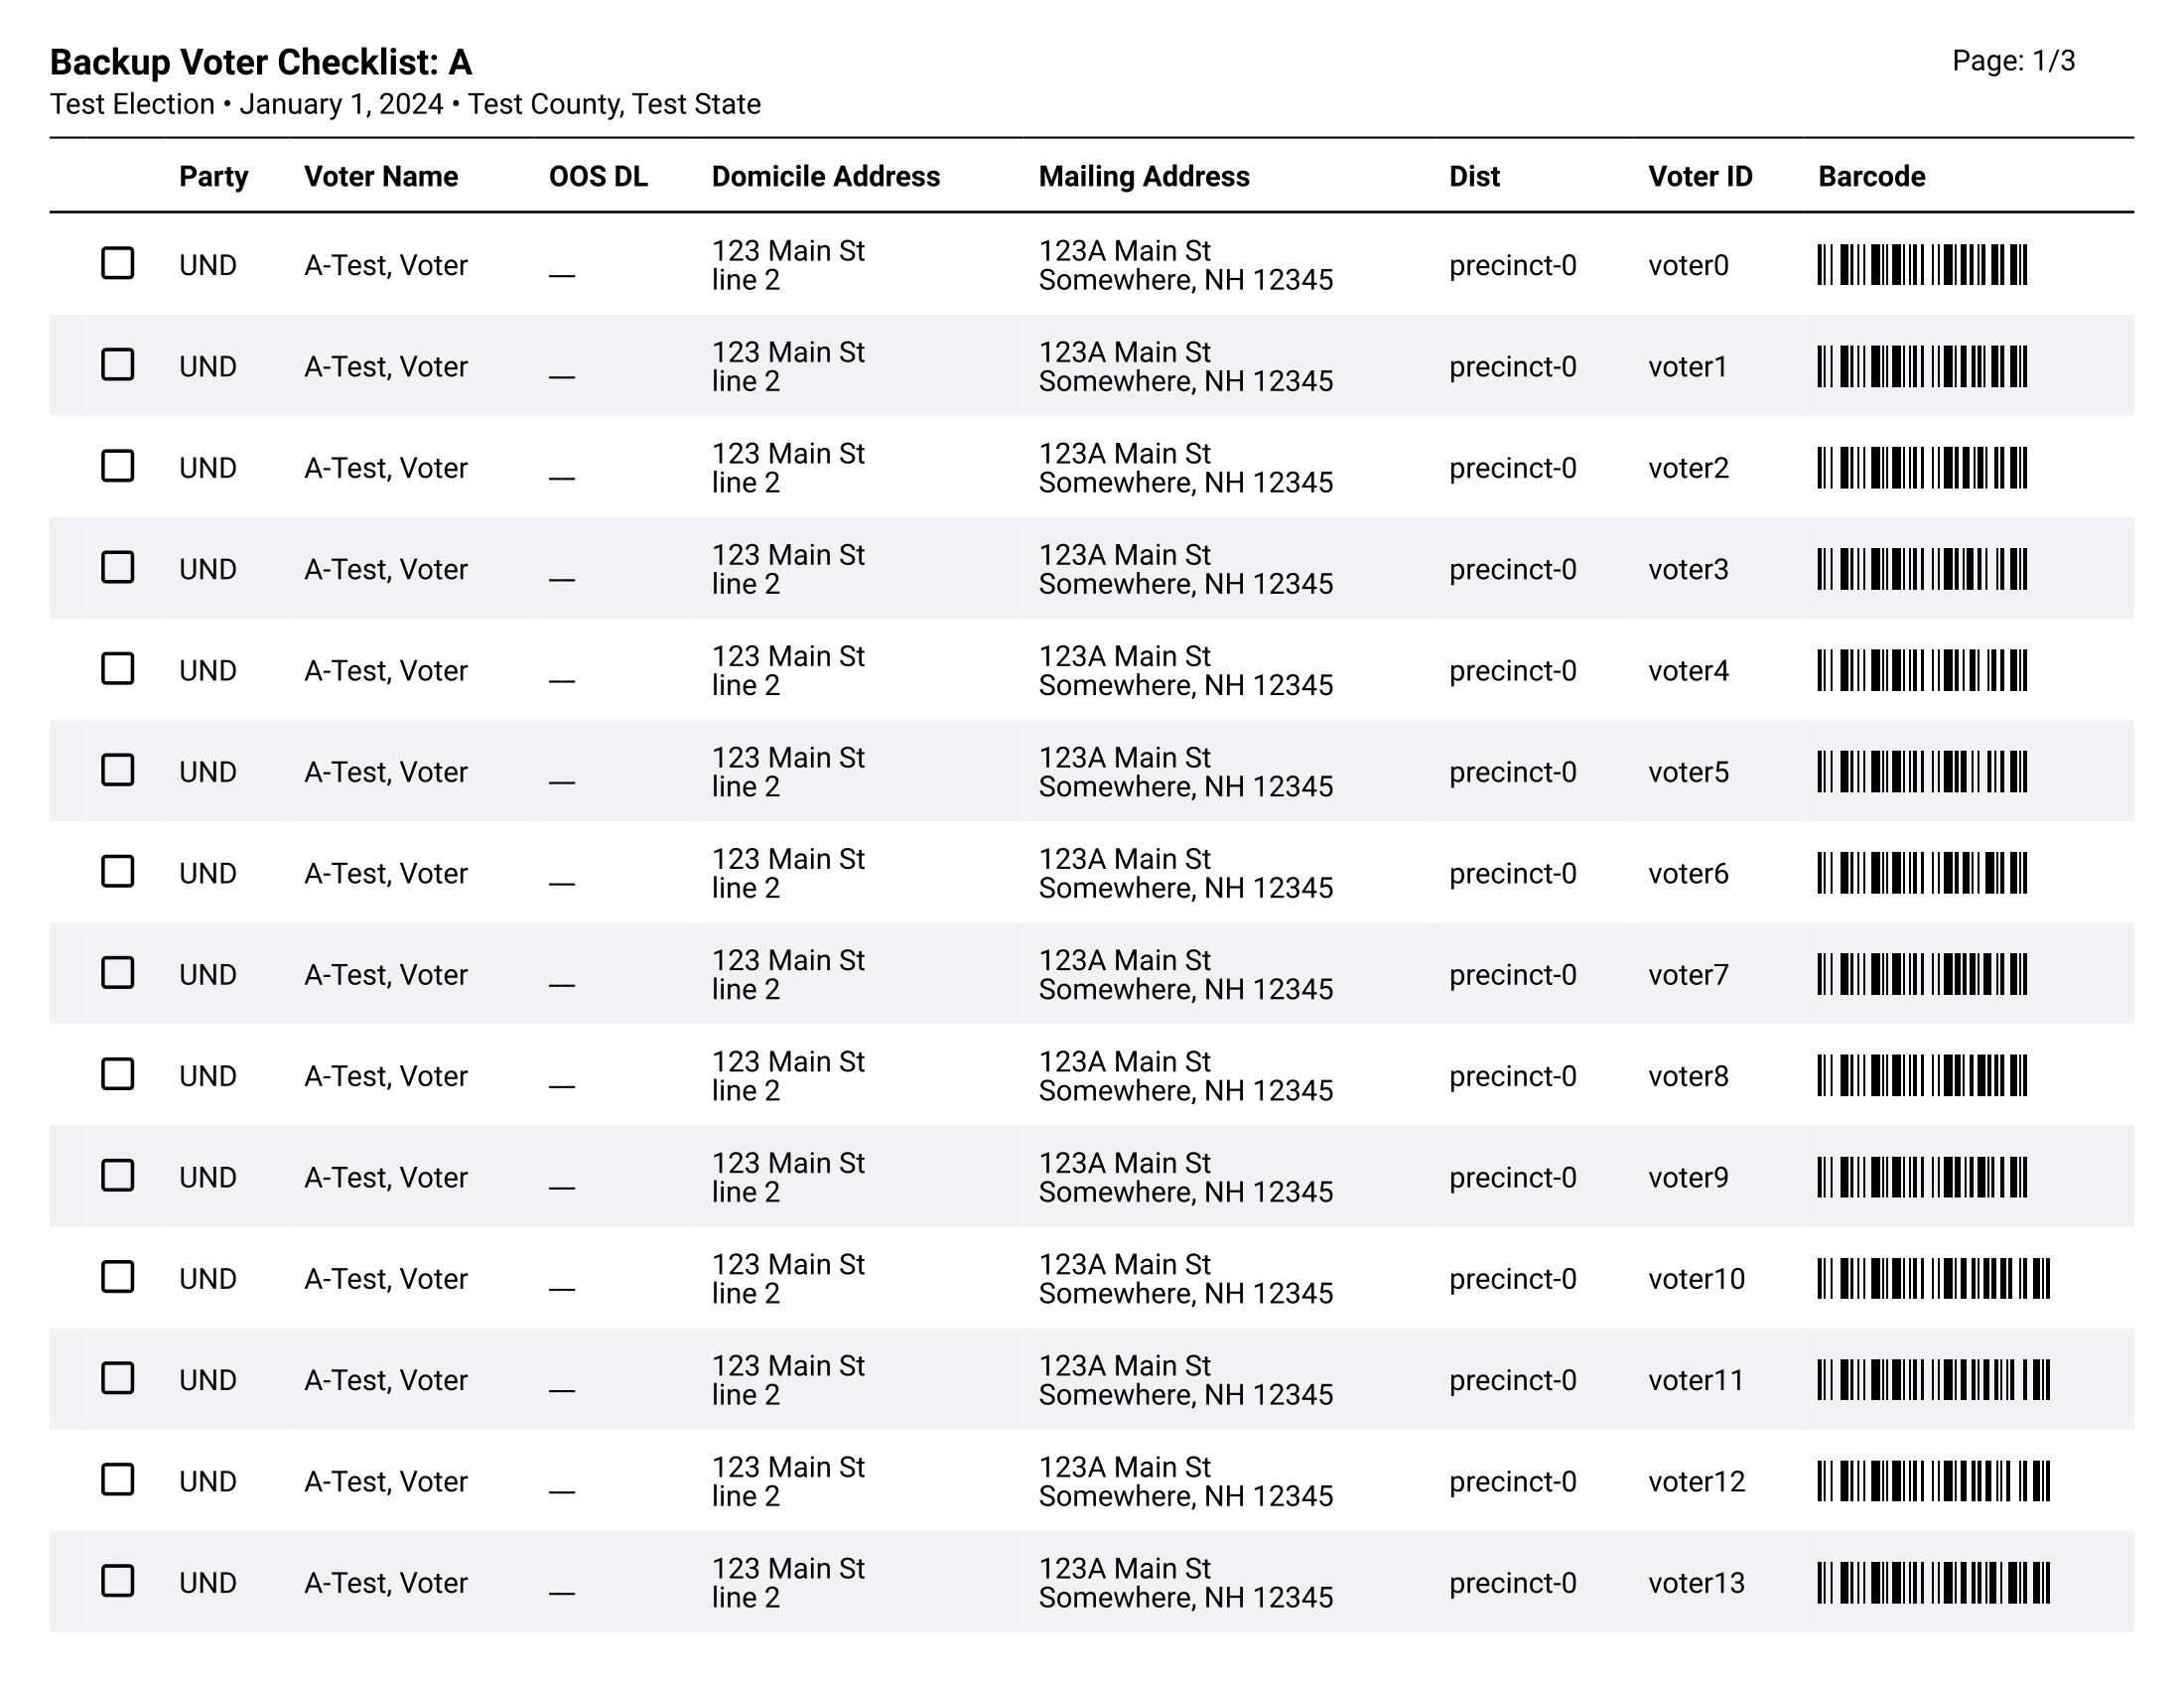 Backup Voter Checklist: A
Page: 1/3
Test Election • January 1, 2024 • Test County, Test State
Party Voter Name OOS DL Domicile Address Mailing Address Dist Voter ID Barcode
123 Main St 123A Main St
UND A-Test, Voter __ precinct-0 voter0
line 2 Somewhere, NH 12345
123 Main St 123A Main St
UND A-Test, Voter __ precinct-0 voter1
line 2 Somewhere, NH 12345
123 Main St 123A Main St
UND A-Test, Voter __ precinct-0 voter2
line 2 Somewhere, NH 12345
123 Main St 123A Main St
UND A-Test, Voter __ precinct-0 voter3
line 2 Somewhere, NH 12345
123 Main St 123A Main St
UND A-Test, Voter __ precinct-0 voter4
line 2 Somewhere, NH 12345
123 Main St 123A Main St
UND A-Test, Voter __ precinct-0 voter5
line 2 Somewhere, NH 12345
123 Main St 123A Main St
UND A-Test, Voter __ precinct-0 voter6
line 2 Somewhere, NH 12345
123 Main St 123A Main St
UND A-Test, Voter __ precinct-0 voter7
line 2 Somewhere, NH 12345
123 Main St 123A Main St
UND A-Test, Voter __ precinct-0 voter8
line 2 Somewhere, NH 12345
123 Main St 123A Main St
UND A-Test, Voter __ precinct-0 voter9
line 2 Somewhere, NH 12345
123 Main St 123A Main St
UND A-Test, Voter __ precinct-0 voter10
line 2 Somewhere, NH 12345
123 Main St 123A Main St
UND A-Test, Voter __ precinct-0 voter11
line 2 Somewhere, NH 12345
123 Main St 123A Main St
UND A-Test, Voter __ precinct-0 voter12
line 2 Somewhere, NH 12345
123 Main St 123A Main St
UND A-Test, Voter __ precinct-0 voter13
line 2 Somewhere, NH 12345